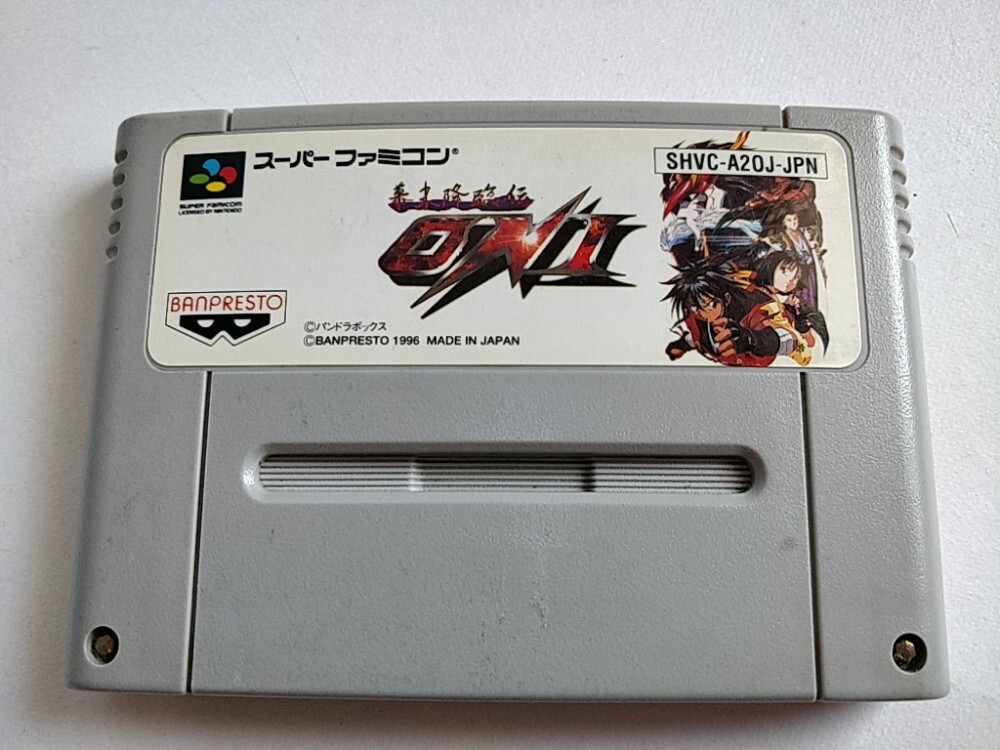 スーパーファミコン®
SUPER FAMICOM
LICENSED BY NINTENDO
SHVC-A2OJ-JPN
幕末降臨伝
ONI
BANPRESTO
©パンドラボックス
©BANPRESTO 1996 MADE IN JAPAN